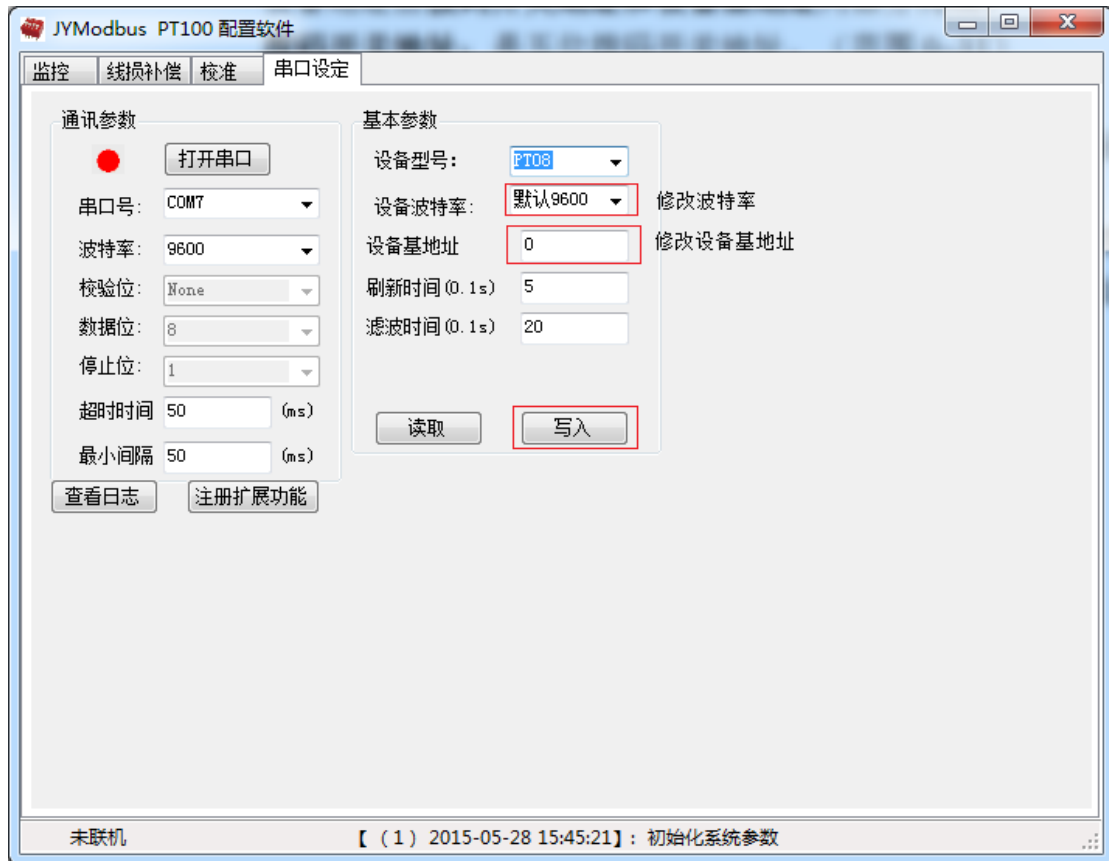 JYModbus PT100 配置软件
监控 线损补偿 校准 串口设定
通讯参数
打开串口
串口号: COM7
波特率: 9600
校验位: None
数据位: 8
停止位: 1
超时时间 50 (ms)
最小间隔 50 (ms)
查看日志 注册扩展功能
基本参数
设备型号: PT08
设备波特率: 默认9600 修改波特率
设备基地址 0 修改设备基地址
刷新时间(0.1s) 5
滤波时间(0.1s) 20
读取 写入
未联机 【 (1) 2015-05-28 15:45:21】: 初始化系统参数